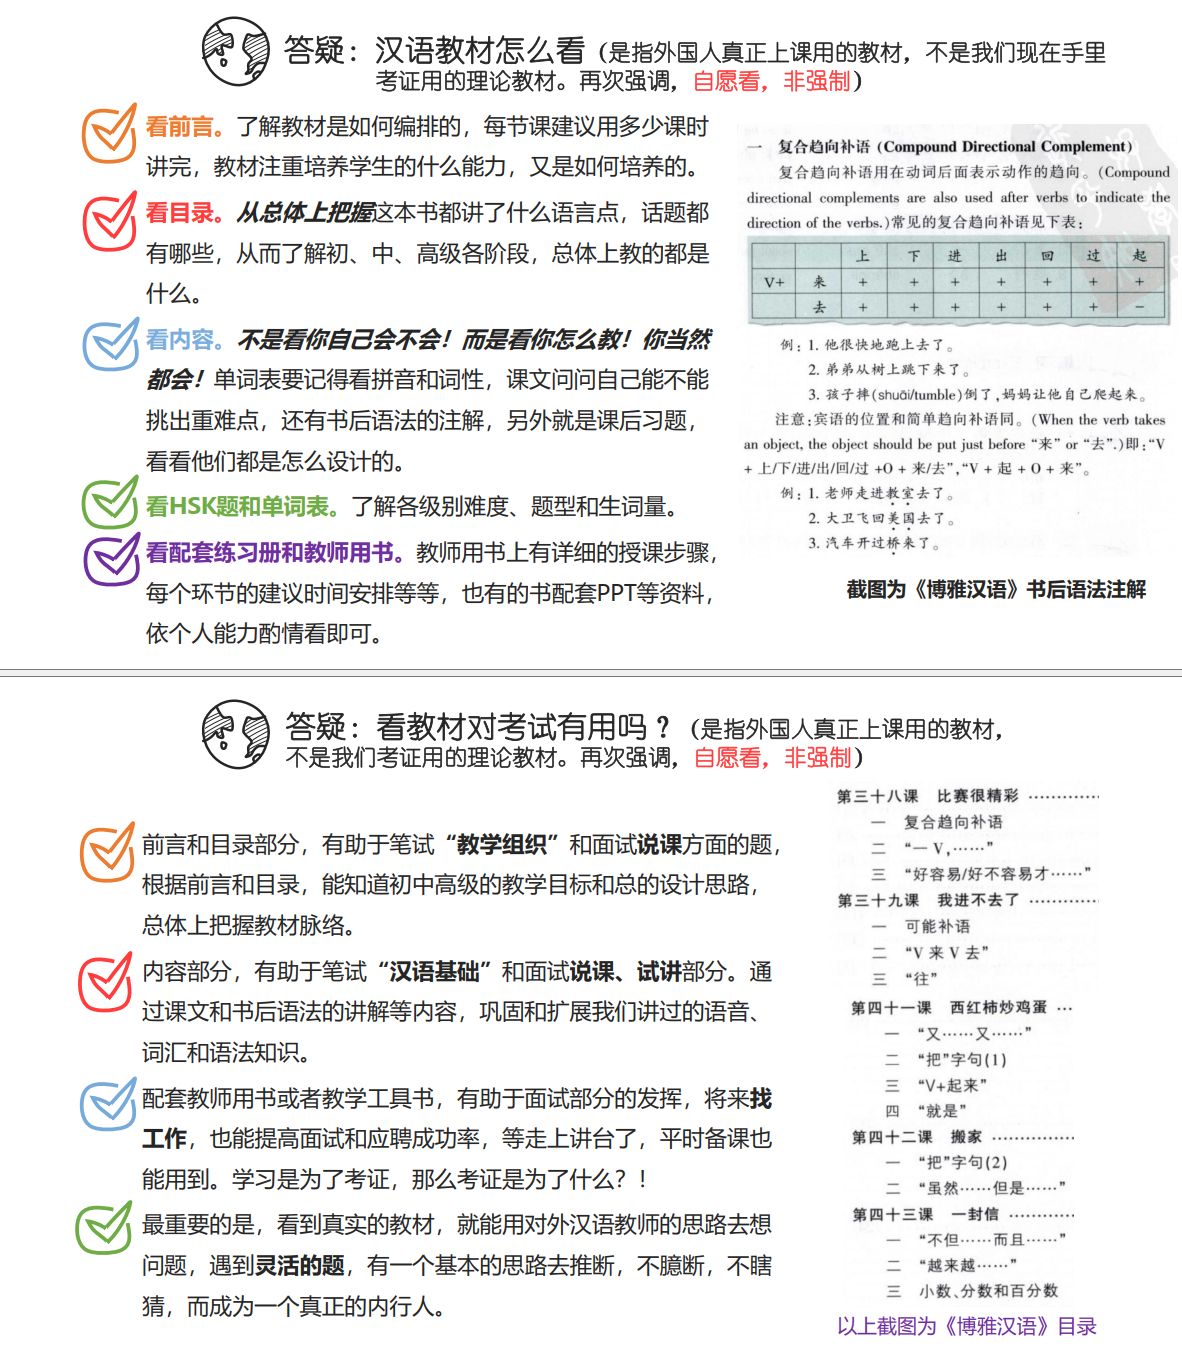 答疑：汉语教材怎么看（是指外国人真正上课用的教材，不是我们现在手里
考证用的理论教材。再次强调，自愿看，非强制）
看前言。了解教材是如何编排的，每节课建议用多少课时
讲完，教材注重培养学生的什么能力，又是如何培养的。
看目录。从总体上把握这本书都讲了什么语言点，话题都
有哪些，从而了解初、中、高级各阶段，总体上教的都是
什么。
看内容。不是看你自己会不会！而是看你怎么教！你当然
都会！单词表要记得看拼音和词性，课文问问自己能不能
挑出重难点，还有书后语法的注解，另外就是课后习题，
看看他们都是怎么设计的。
看HSK题和单词表。了解各级别难度、题型和生词量。
看配套练习册和教师用书。教师用书上有详细的授课步骤，
每个环节的建议时间安排等等，也有的书配套PPT等资料，
依个人能力酌情看即可。
一 复合趋向补语 (Compound Directional Complement)
复合趋向补语用在动词后面表示动作的趋向。(Compound
directional complements are also used after verbs to indicate the
direction of the verbs.)常见的复合趋向补语见下表：
上 下 进 出 回 过 起
V+ 来 + + + + + + +
去 + + + + + + −
例：1. 他很快地跑上去了。
2. 弟弟从树上跳下来了。
3. 孩子摔(shuāi/tumble)倒了,妈妈让他自己爬起来。
注意:宾语的位置和简单趋向补语同。(When the verb takes
an object, the object should be put just before “来” or “去”.)即:“V
+ 上/下/进/出/回/过 +O + 来/去”,“V + 起 + O + 来”。
例：1. 老师走进教室去了。
2. 大卫飞回美国去了。
3. 汽车开过桥来了。
截图为《博雅汉语》书后语法注解
答疑：看教材对考试有用吗？（是指外国人真正上课用的教材，
不是我们考证用的理论教材。再次强调，自愿看，非强制）
前言和目录部分，有助于笔试“教学组织”和面试说课方面的题，
根据前言和目录，能知道初中高级的教学目标和总的设计思路，
总体上把握教材脉络。
内容部分，有助于笔试“汉语基础”和面试说课、试讲部分。通
过课文和书后语法的讲解等内容，巩固和扩展我们讲过的语音、
词汇和语法知识。
配套教师用书或者教学工具书，有助于面试部分的发挥，将来找
工作，也能提高面试和应聘成功率，等走上讲台了，平时备课也
能用到。学习是为了考证，那么考证是为了什么？！
最重要的是，看到真实的教材，就能用对外汉语教师的思路去想
问题，遇到灵活的题，有一个基本的思路去推断，不臆断，不瞎
猜，而成为一个真正的内行人。
第三十八课 比赛很精彩 ············
一 复合趋向补语
二 “一 V,……”
三 “好容易/好不容易才……”
第三十九课 我进不去了 ············
一 可能补语
二 “V 来 V 去”
三 “往”
第四十一课 西红柿炒鸡蛋 ···
一 “又……又……”
二 “把”字句(1)
三 “V+起来”
四 “就是”
第四十二课 搬家 ··············
一 “把”字句(2)
二 “虽然……但是……”
第四十三课 一封信 ···········
一 “不但……而且……”
二 “越来越……”
三 小数、分数和百分数
以上截图为《博雅汉语》目录